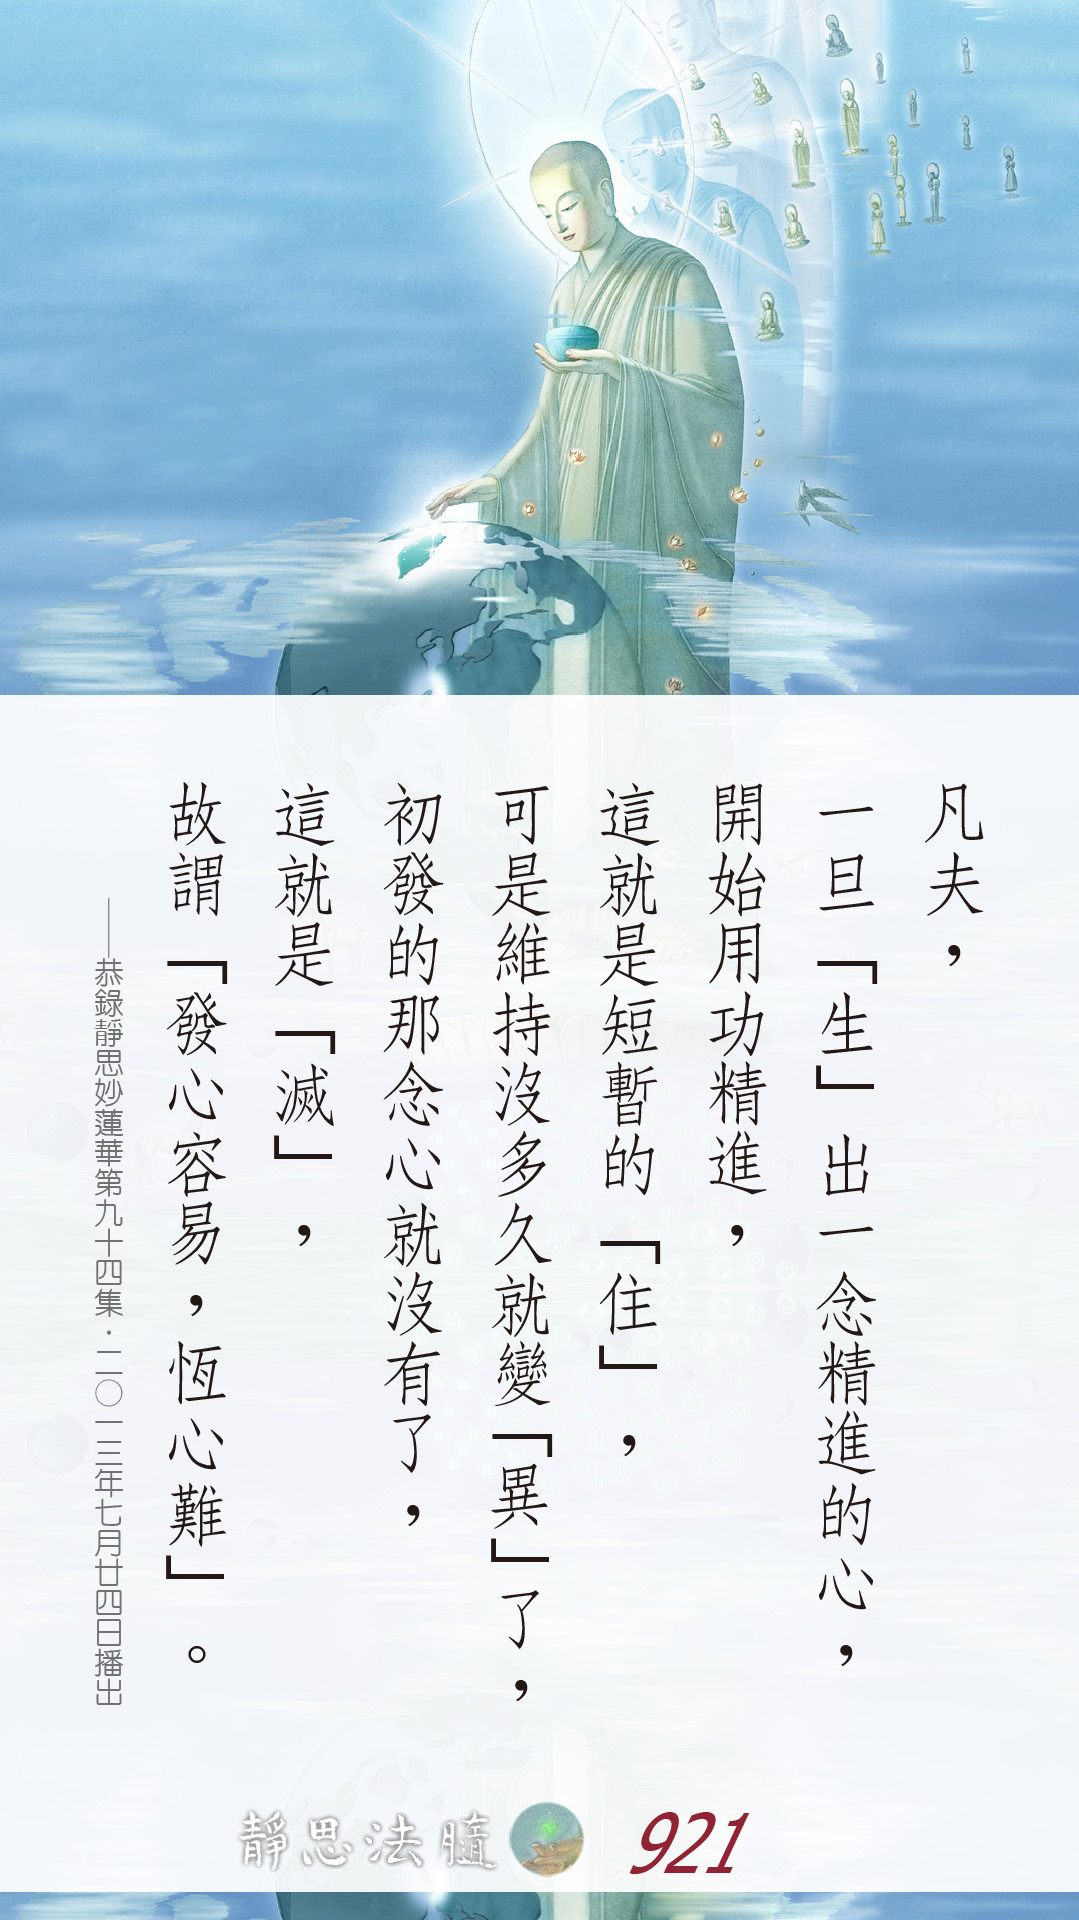 凡夫，
一旦「生」出一念精進的心，
開始用功精進，
這就是短暫的「住」，
可是維持沒多久就變「異」了，
初發的那念心就沒有了，
這就是「滅」，
故謂「發心容易，恆心難」。
——恭錄靜思妙蓮華第九十四集．二〇一三年七月廿四日播出
靜思法髓
921